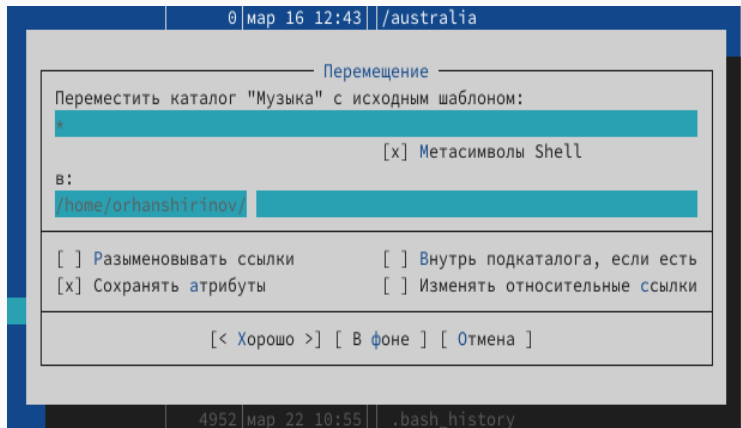 0 мар 16 12:43 /australia
Перемещение
Переместить каталог "Музыка" с исходным шаблоном:
*
[x] Метасимволы Shell
в:
/home/orhanshirinov/
[ ] Разыменовывать ссылки [ ] Внутрь подкаталога, если есть
[x] Сохранять атрибуты [ ] Изменять относительные ссылки
[< Хорошо >] [ В фоне ] [ Отмена ]
4952 мар 22 10:55 .bash_history